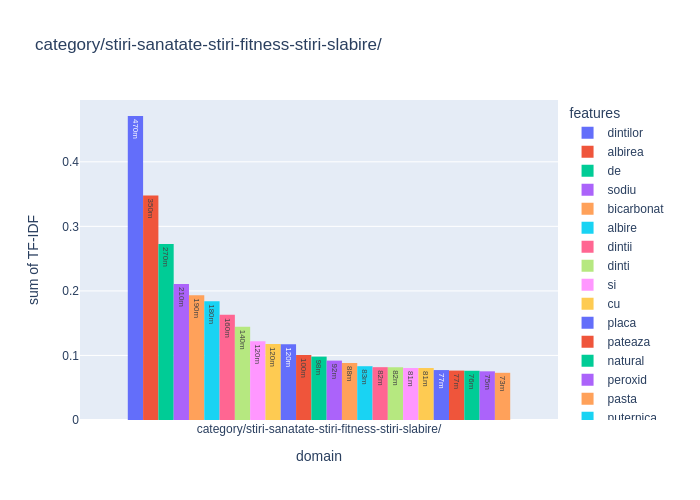 category/stiri-sanatate-stiri-fitness-stiri-slabire/
features
dintilor
albirea
de
sodiu
bicarbonat
albire
dintii
dinti
si
cu
placa
pateaza
natural
peroxid
pasta
puternica
sum of TF-IDF
0.4
0.3
0.2
0.1
0
470m
350m
270m
210m
190m
180m
160m
140m
120m
120m
120m
100m
98m
92m
88m
83m
82m
82m
81m
81m
77m
77m
76m
75m
73m
category/stiri-sanatate-stiri-fitness-stiri-slabire/
domain